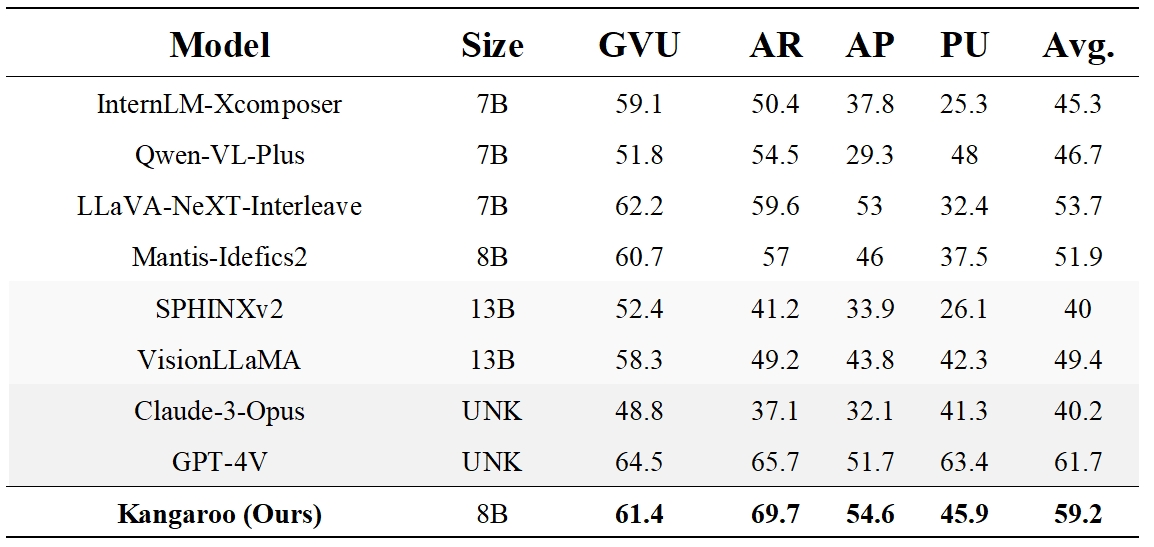 Model Size GVU AR AP PU Avg.
InternLM-Xcomposer 7B 59.1 50.4 37.8 25.3 45.3
Qwen-VL-Plus 7B 51.8 54.5 29.3 48 46.7
LLaVA-NeXT-Interleave 7B 62.2 59.6 53 32.4 53.7
Mantis-Idefics2 8B 60.7 57 46 37.5 51.9
SPHINXv2 13B 52.4 41.2 33.9 26.1 40
VisionLLaMA 13B 58.3 49.2 43.8 42.3 49.4
Claude-3-Opus UNK 48.8 37.1 32.1 41.3 40.2
GPT-4V UNK 64.5 65.7 51.7 63.4 61.7
Kangaroo (Ours) 8B 61.4 69.7 54.6 45.9 59.2